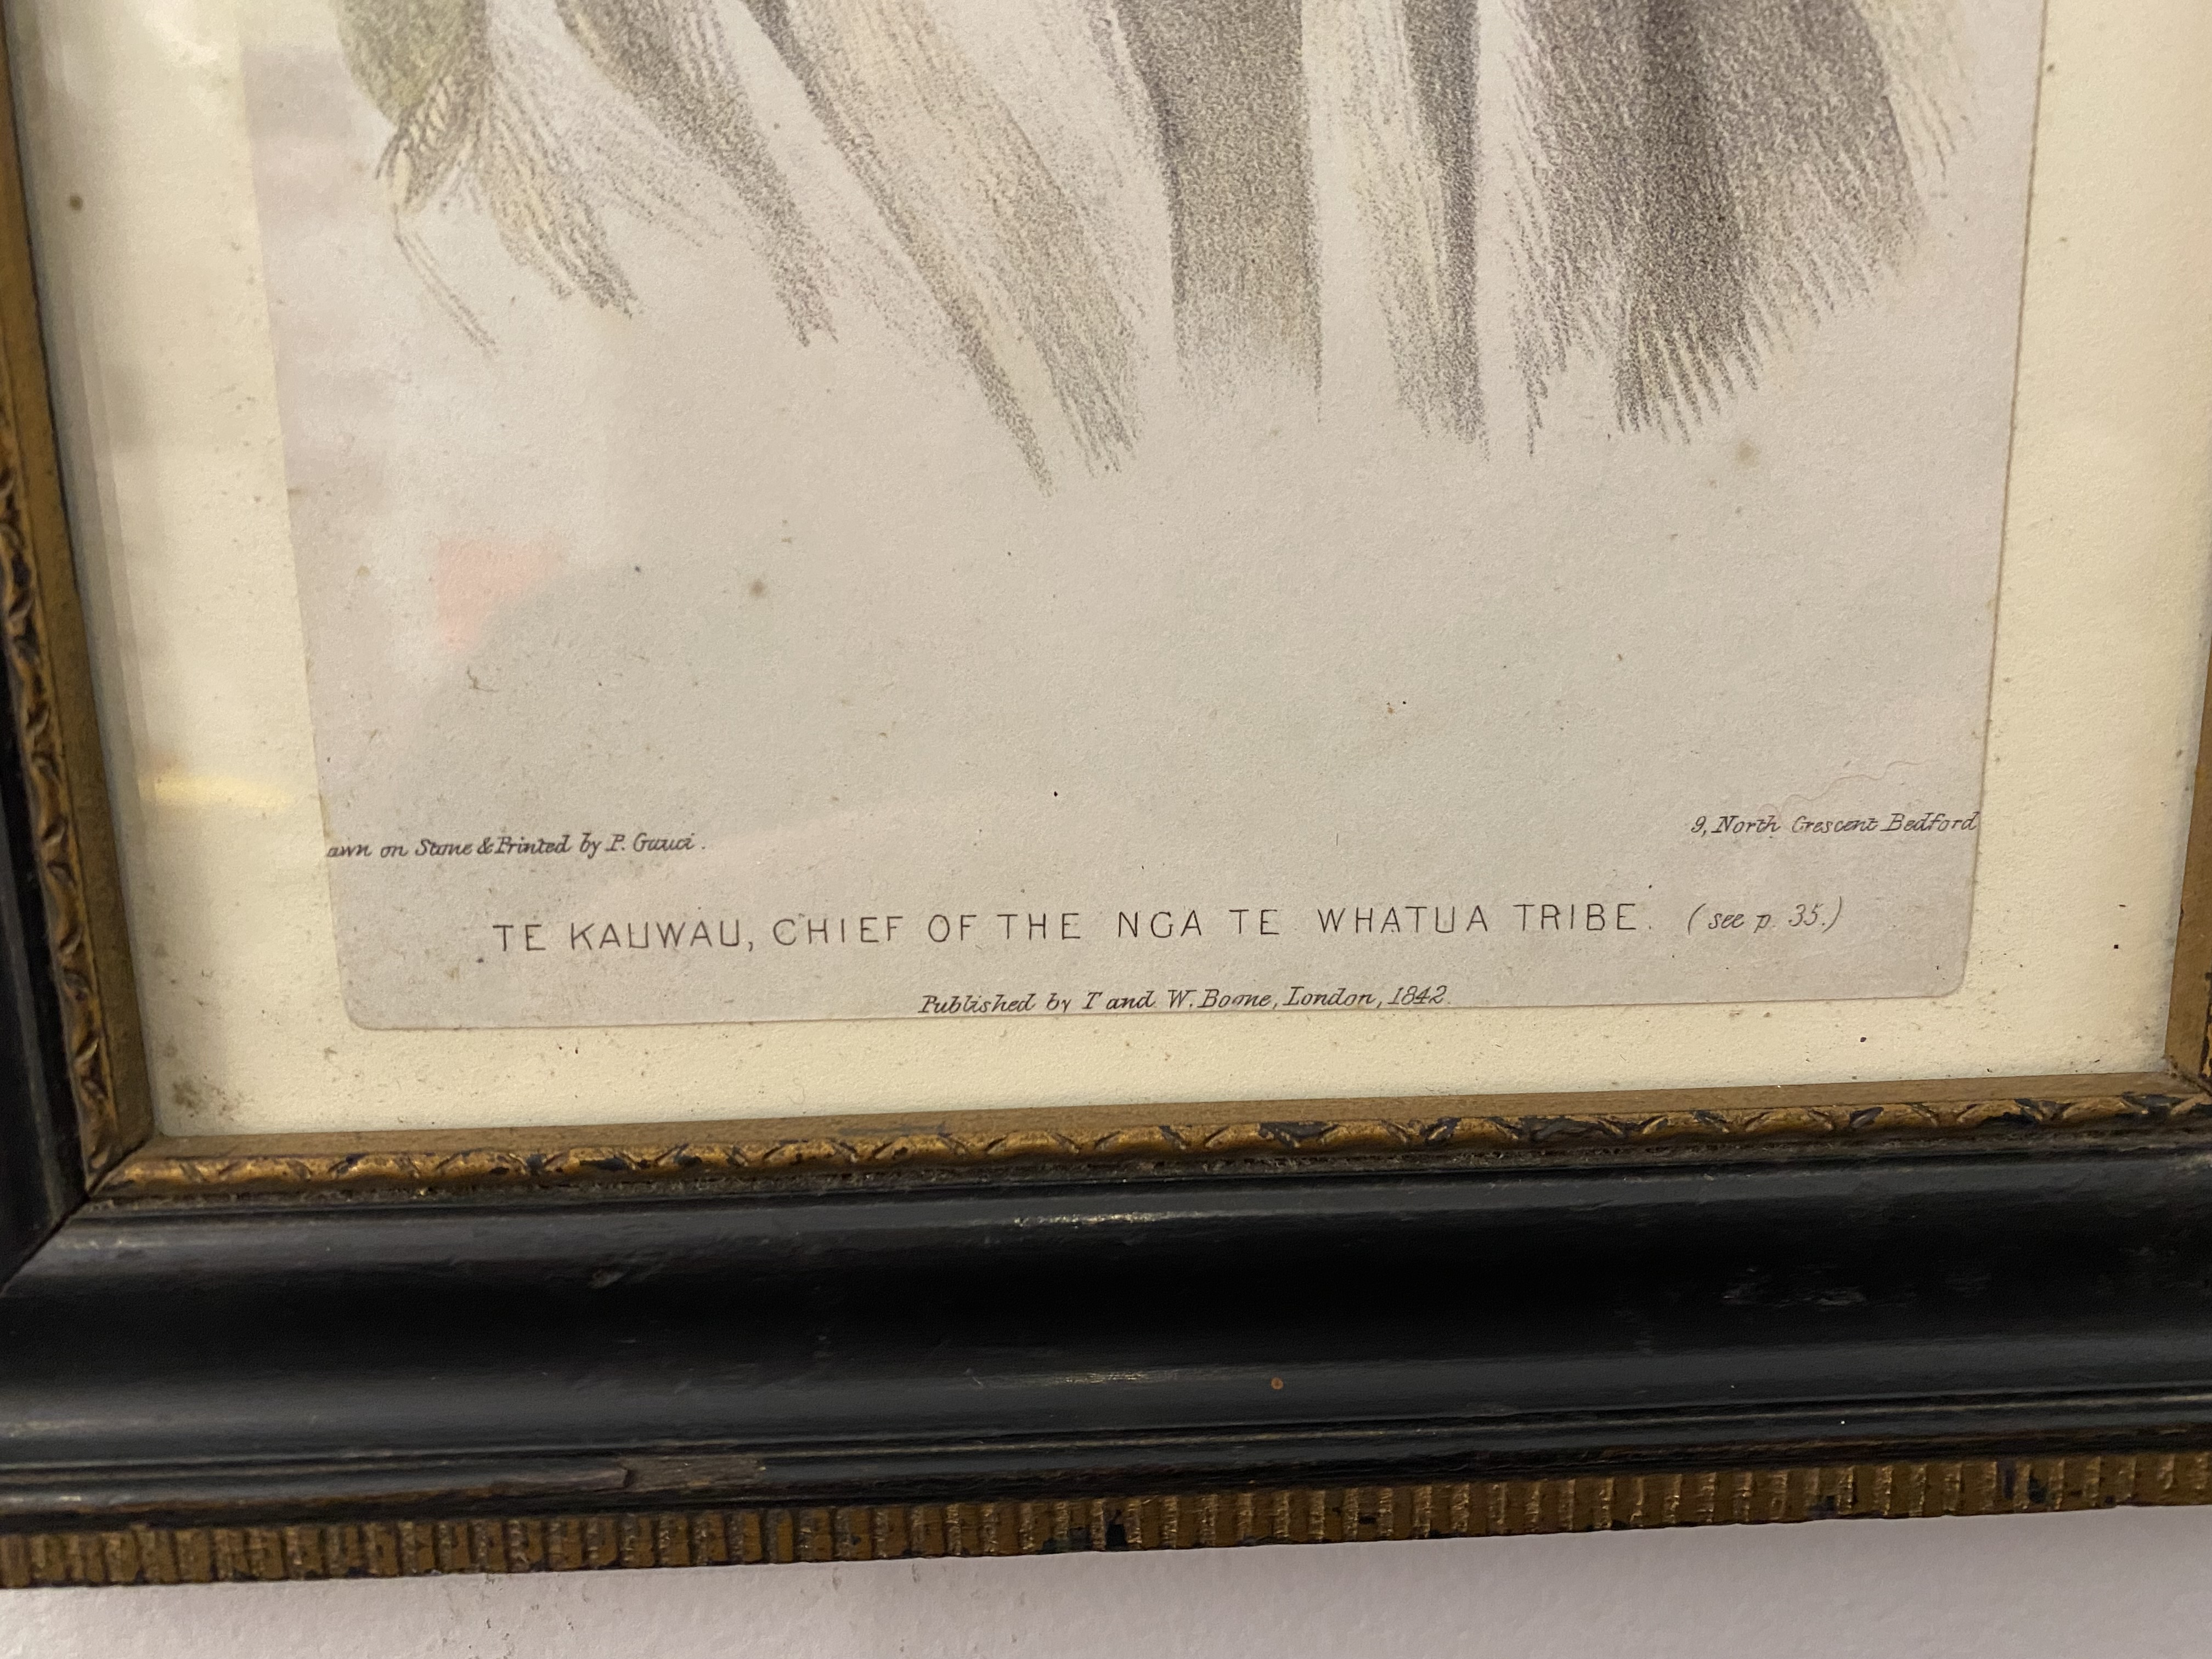 awn on Stone & Printed by P. Gauci.
9, North Crescent Bedford
TE KAUWAU, CHIEF OF THE NGA TE WHATUA TRIBE. (see p. 35.)
Published by T and W. Boone, London, 1842.